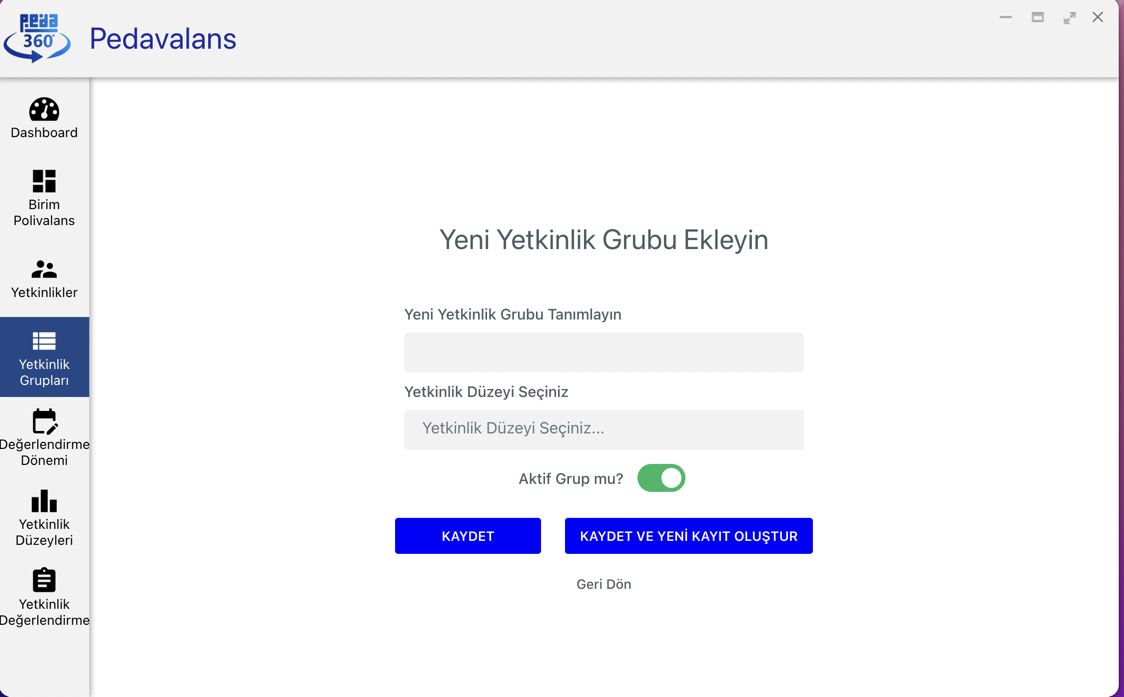 Peda
360°
Pedavalans
Dashboard
Birim
Polivalans
Yetkinlikler
Yetkinlik
Grupları
Değerlendirme
Dönemi
Yetkinlik
Düzeyleri
Yetkinlik
Değerlendirme
Yeni Yetkinlik Grubu Ekleyin
Yeni Yetkinlik Grubu Tanımlayın
Yetkinlik Düzeyi Seçiniz
Yetkinlik Düzeyi Seçiniz...
Aktif Grup mu?
KAYDET
KAYDET VE YENİ KAYIT OLUŞTUR
Geri Dön